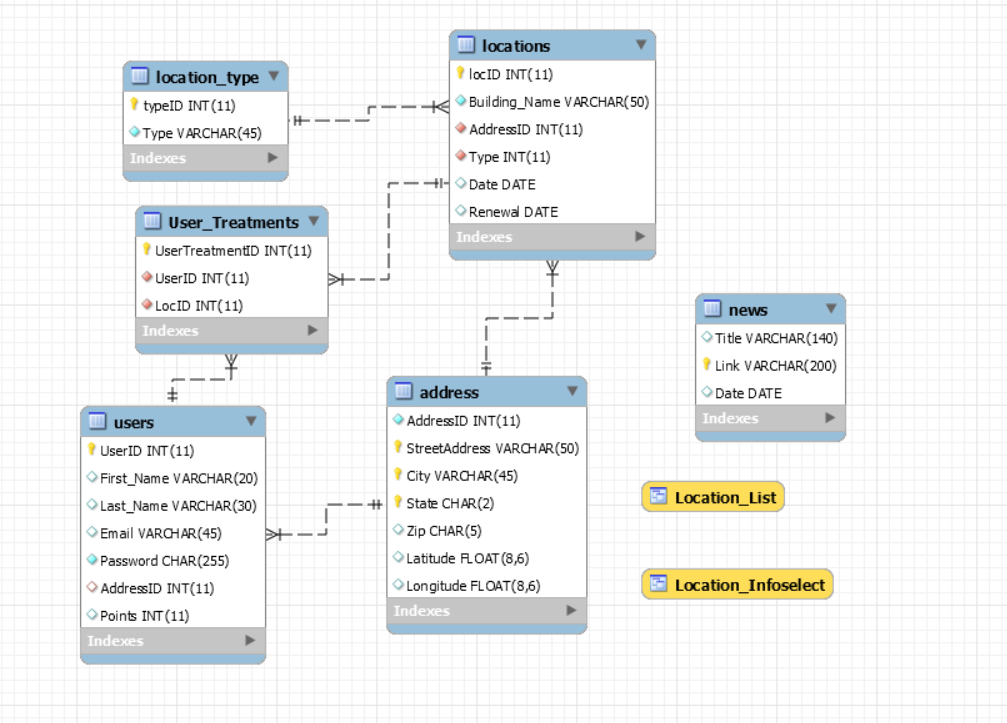 location_type
typeID INT(11)
Type VARCHAR(45)
Indexes
locations
locID INT(11)
Building_Name VARCHAR(50)
AddressID INT(11)
Type INT(11)
Date DATE
Renewal DATE
Indexes
User_Treatments
UserTreatmentID INT(11)
UserID INT(11)
LocID INT(11)
Indexes
news
Title VARCHAR(140)
Link VARCHAR(200)
Date DATE
Indexes
users
UserID INT(11)
First_Name VARCHAR(20)
Last_Name VARCHAR(30)
Email VARCHAR(45)
Password CHAR(255)
AddressID INT(11)
Points INT(11)
Indexes
address
AddressID INT(11)
StreetAddress VARCHAR(50)
City VARCHAR(45)
State CHAR(2)
Zip CHAR(5)
Latitude FLOAT(8,6)
Longitude FLOAT(8,6)
Indexes
Location_List
Location_Infoselect